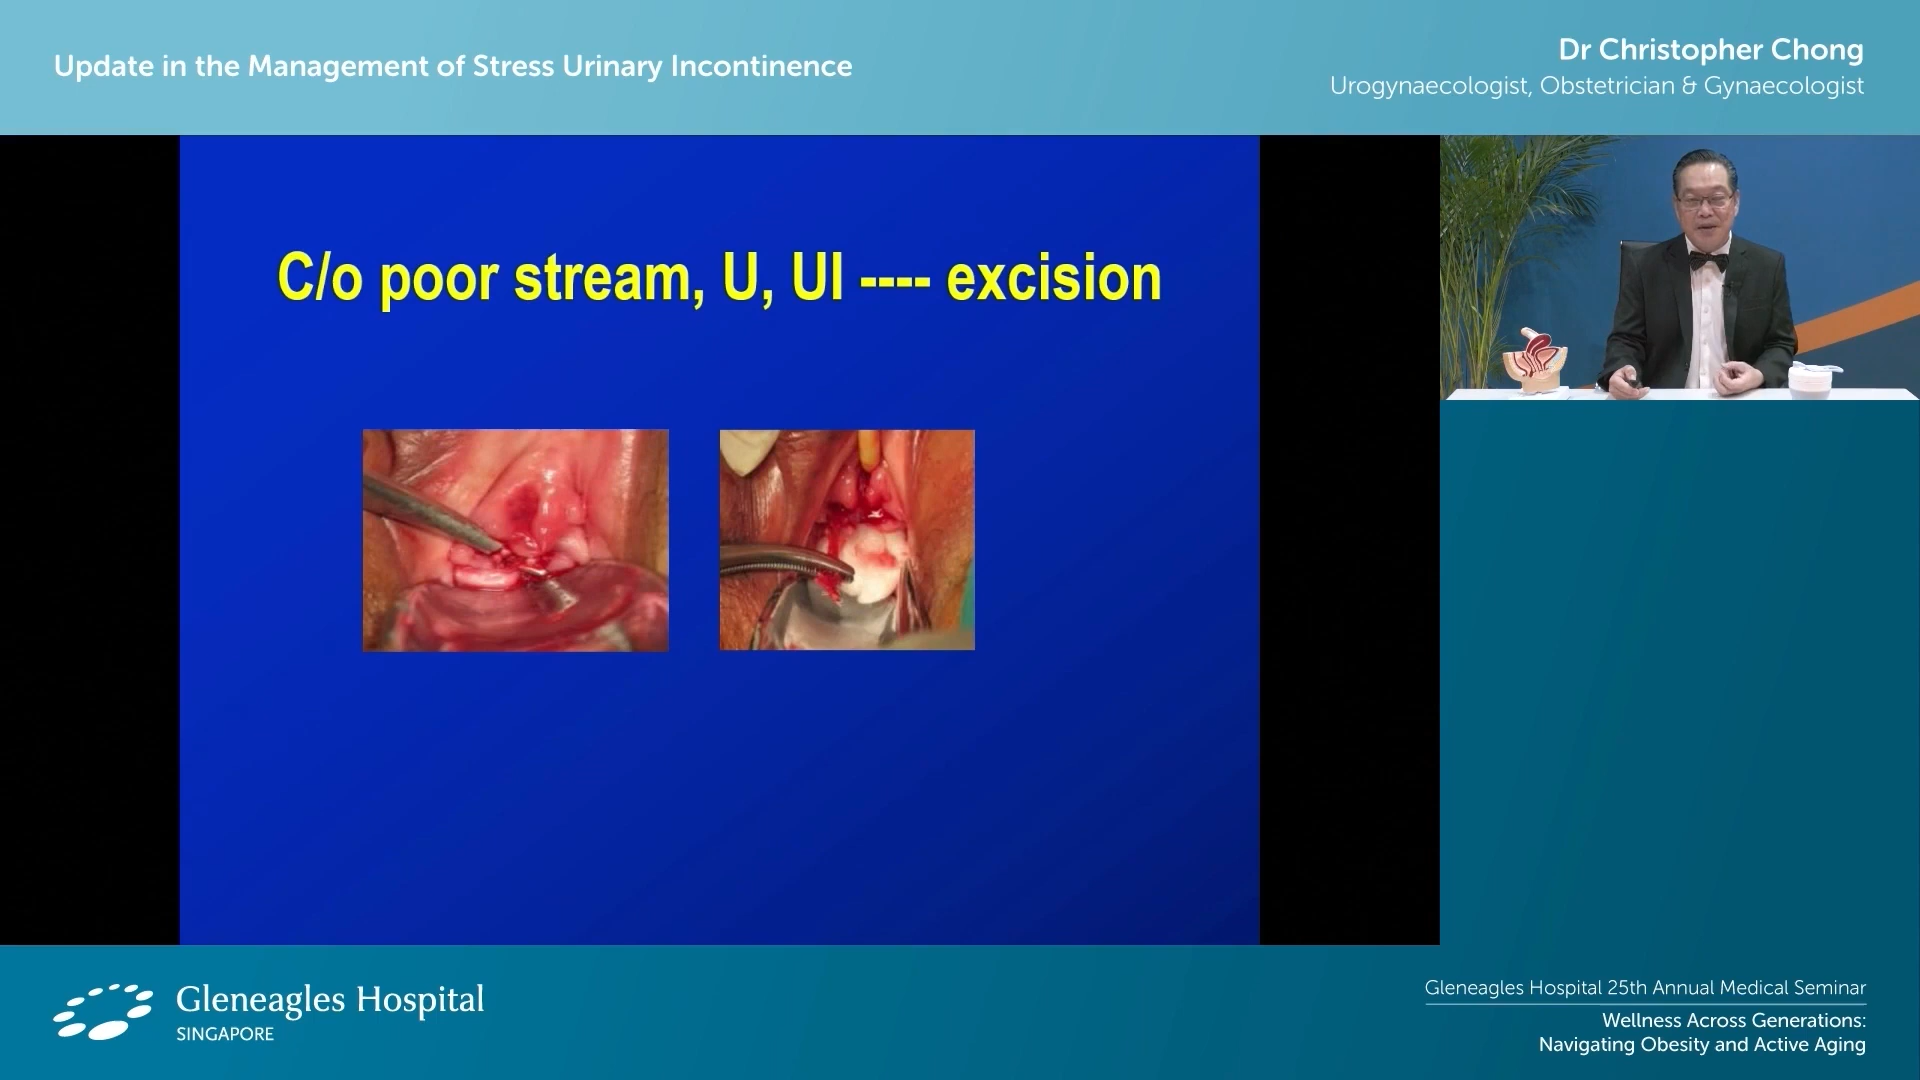 Update in the Management of Stress Urinary Incontinence
Dr Christopher Chong
Urogynaecologist, Obstetrician & Gynaecologist
C/o poor stream, U, UI ---- excision
Gleneagles Hospital
SINGAPORE
Gleneagles Hospital 25th Annual Medical Seminar
Wellness Across Generations:
Navigating Obesity and Active Aging